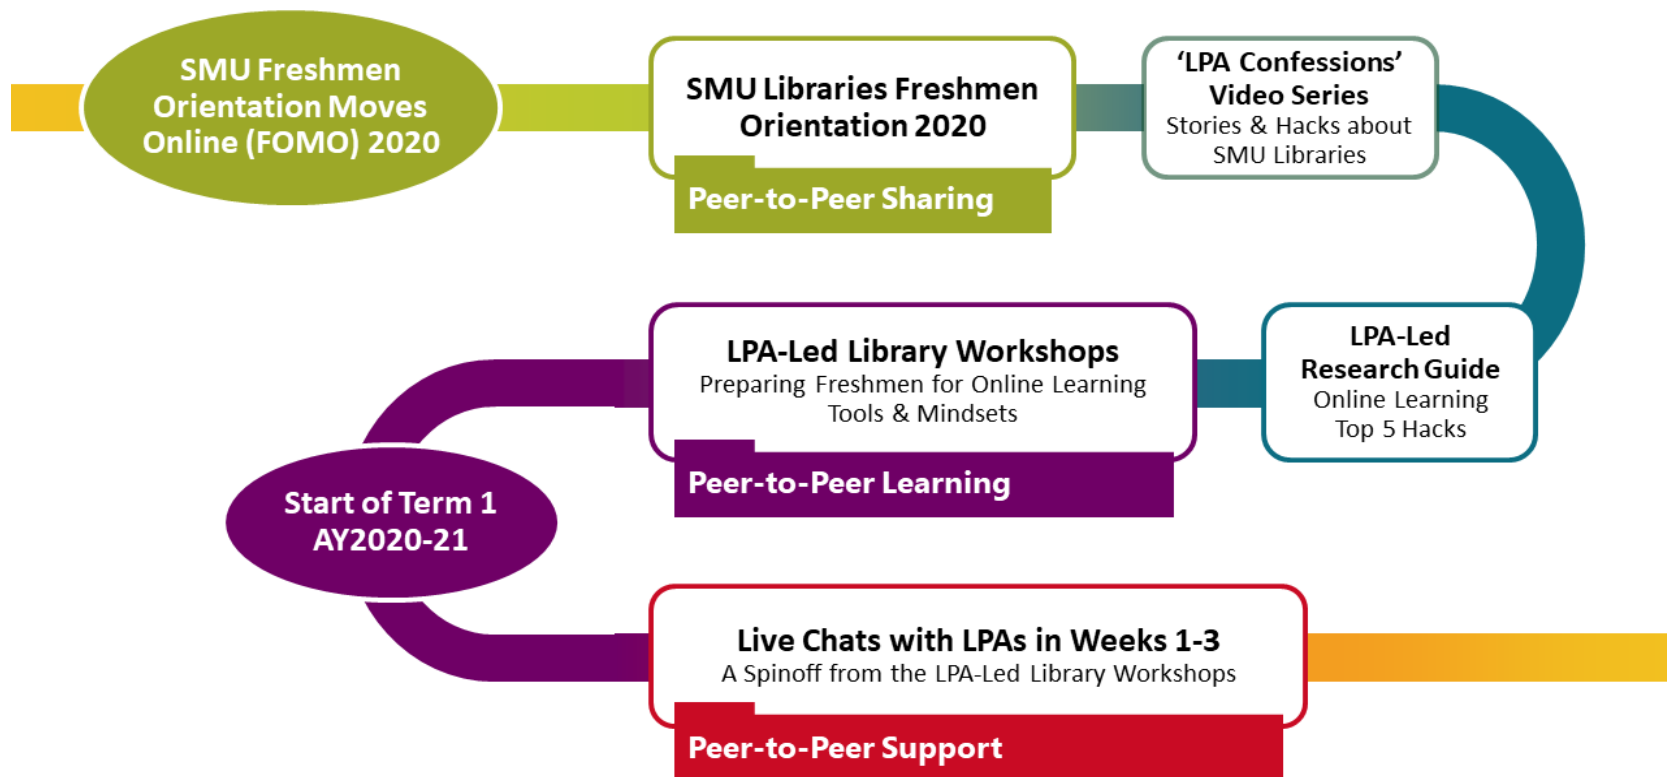 SMU Freshmen
Orientation Moves
Online (FOMO) 2020
SMU Libraries Freshmen
Orientation 2020
Peer-to-Peer Sharing
‘LPA Confessions’
Video Series
Stories & Hacks about
SMU Libraries
LPA-Led
Research Guide
Online Learning
Top 5 Hacks
LPA-Led Library Workshops
Preparing Freshmen for Online Learning
Tools & Mindsets
Peer-to-Peer Learning
Start of Term 1
AY2020-21
Live Chats with LPAs in Weeks 1-3
A Spinoff from the LPA-Led Library Workshops
Peer-to-Peer Support